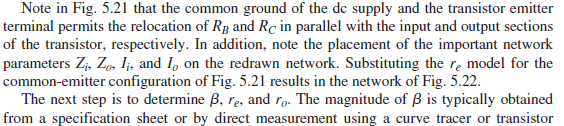 Note in Fig. 5.21 that the common ground of the dc supply and the transistor emitter
terminal permits the relocation of R_B and R_C in parallel with the input and output sections
of the transistor, respectively. In addition, note the placement of the important network
parameters Z_i, Z_o, I_i, and I_o on the redrawn network. Substituting the r_e model for the
common-emitter configuration of Fig. 5.21 results in the network of Fig. 5.22.
The next step is to determine β, r_e, and r_o. The magnitude of β is typically obtained
from a specification sheet or by direct measurement using a curve tracer or transistor